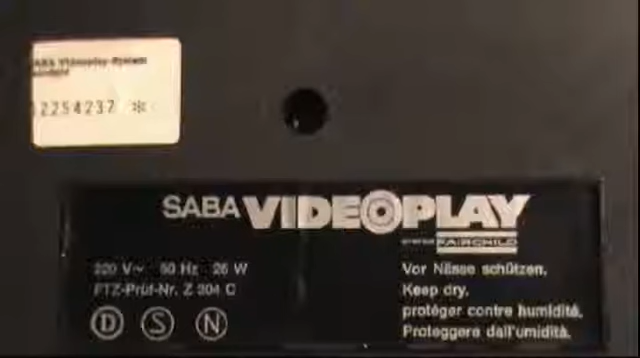 SABA Videoplay-System
12254237 *
SABA VIDEOPLAY
FAIRCHILD
220 V~ 50 Hz 26 W
FTZ-Prüf-Nr. Z 304 C
D S N
Vor Nässe schützen.
Keep dry.
protéger contre humidité.
Proteggere dall'umidità.